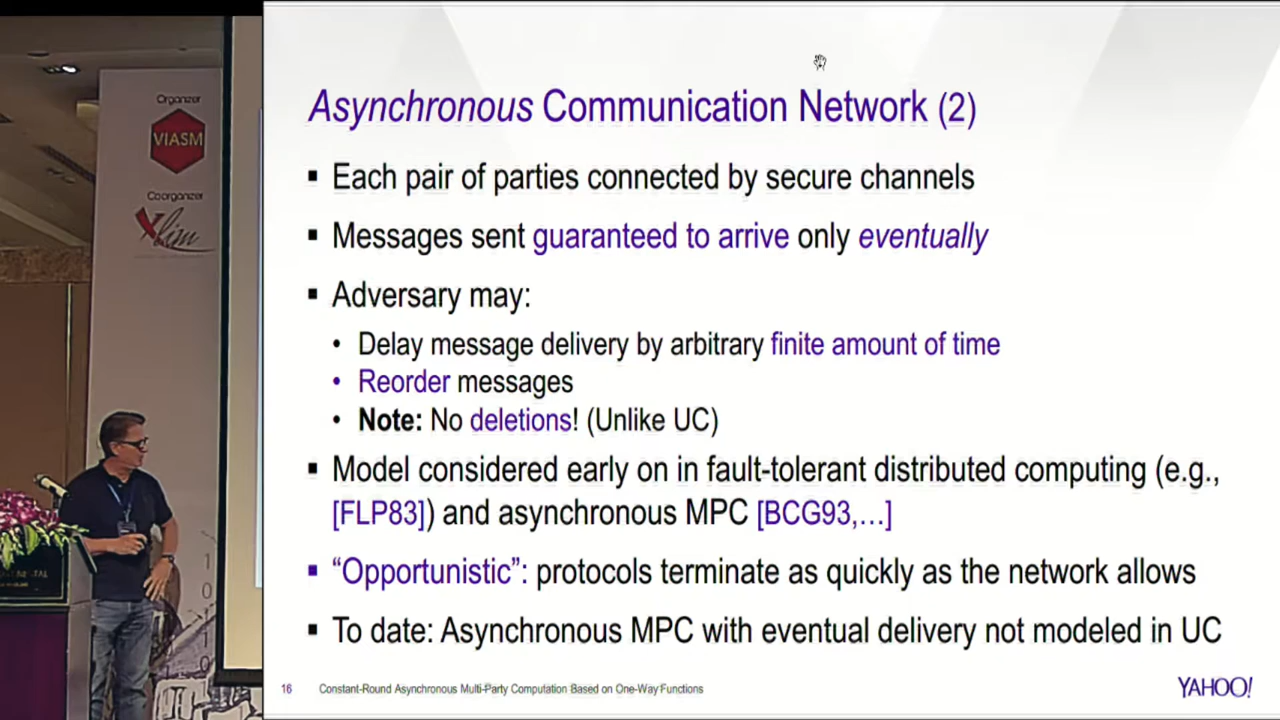 Organizer
VIASM
Coorganizer
Xlim
Asynchronous Communication Network (2)
▪ Each pair of parties connected by secure channels
▪ Messages sent guaranteed to arrive only eventually
▪ Adversary may:
• Delay message delivery by arbitrary finite amount of time
• Reorder messages
• Note: No deletions! (Unlike UC)
▪ Model considered early on in fault-tolerant distributed computing (e.g.,
[FLP83]) and asynchronous MPC [BCG93,…]
▪ “Opportunistic”: protocols terminate as quickly as the network allows
▪ To date: Asynchronous MPC with eventual delivery not modeled in UC
16 Constant-Round Asynchronous Multi-Party Computation Based on One-Way Functions
YAHOO!